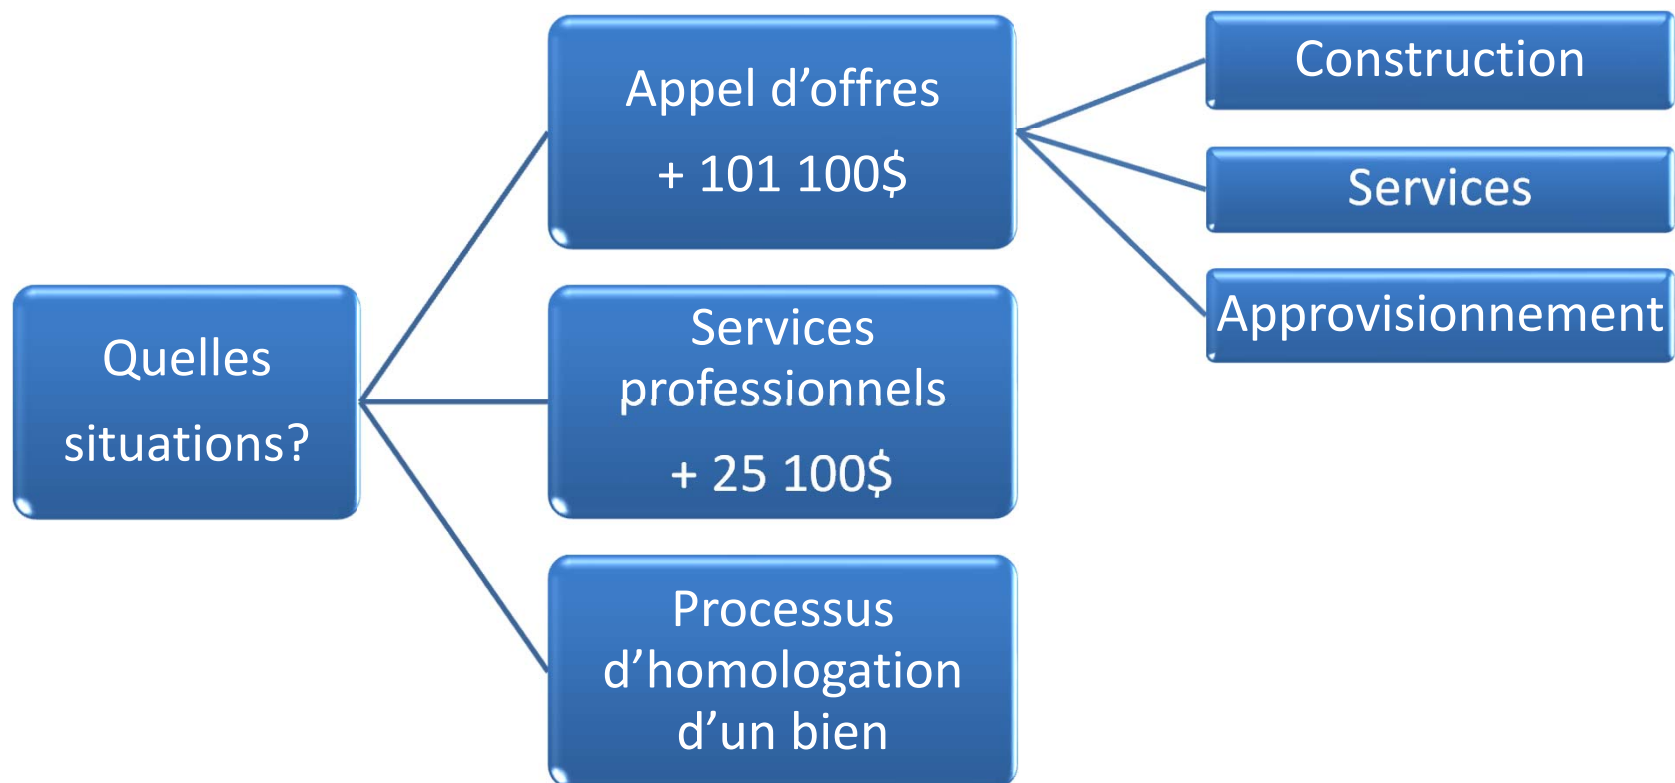 Quelles
situations?
Appel d’offres
+ 101 100$
Construction
Services
Approvisionnement
Services
professionnels
+ 25 100$
Processus
d’homologation
d’un bien